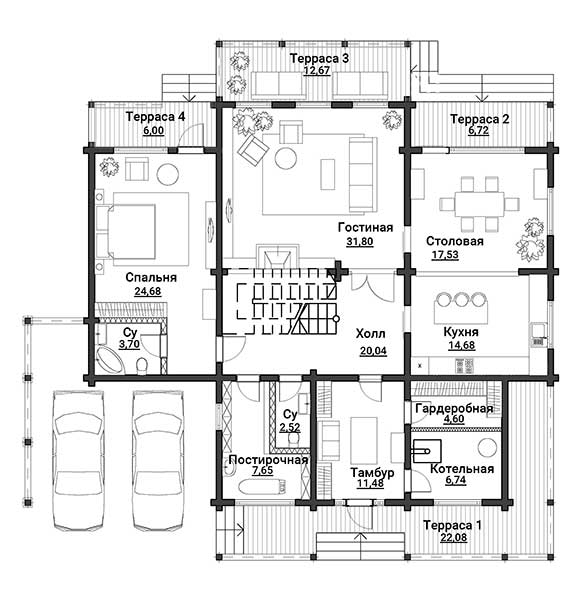 Терраса 3
12,67
Терраса 4
6,00
Терраса 2
6,72
Гостиная
31,80
Столовая
17,53
Спальня
24,68
Су
3,70
Холл
20,04
Кухня
14,68
Су
2,52
Гардеробная
4,60
Постирочная
7,65
Тамбур
11,48
Котельная
6,74
Терраса 1
22,08